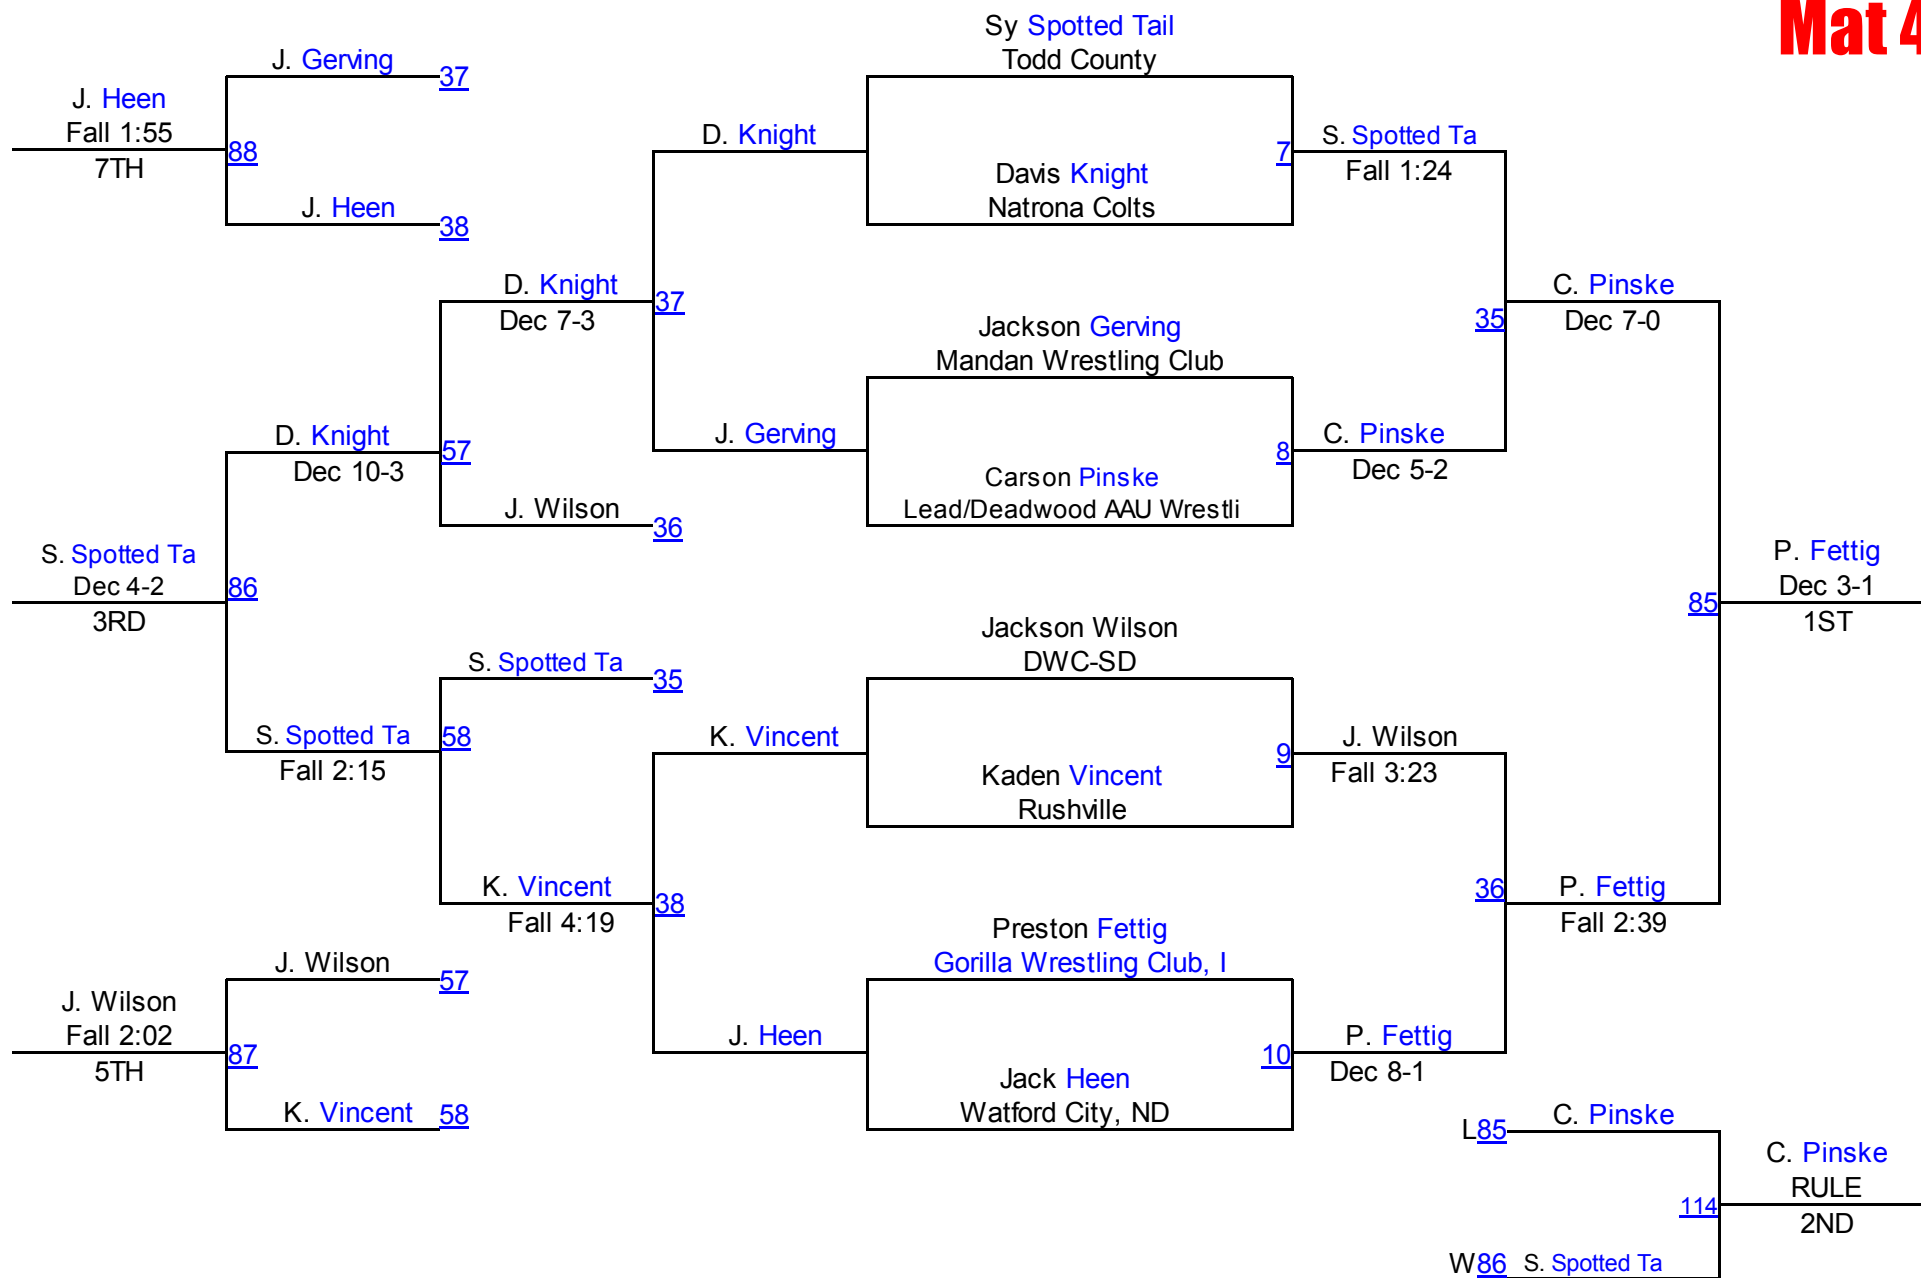 Mat 4
Sy Spotted Tail
Todd County
J. Gerving
37
J. Heen
Fall 1:55
7TH
88
J. Heen
38
D. Knight
7
S. Spotted Ta
Fall 1:24
Davis Knight
Natrona Colts
D. Knight
Dec 7-3
37
C. Pinske
Dec 7-0
35
Jackson Gerving
Mandan Wrestling Club
D. Knight
Dec 10-3
57
J. Gerving
8
C. Pinske
Dec 5-2
Carson Pinske
Lead/Deadwood AAU Wrestli
J. Wilson
36
S. Spotted Ta
Dec 4-2
3RD
86
P. Fettig
Dec 3-1
1ST
85
Jackson Wilson
DWC-SD
S. Spotted Ta
35
S. Spotted Ta
Fall 2:15
58
K. Vincent
9
J. Wilson
Fall 3:23
Kaden Vincent
Rushville
K. Vincent
Fall 4:19
38
36
P. Fettig
Fall 2:39
Preston Fettig
Gorilla Wrestling Club, I
J. Wilson
57
J. Wilson
Fall 2:02
5TH
87
J. Heen
10
P. Fettig
Dec 8-1
Jack Heen
Watford City, ND
K. Vincent
58
L85
C. Pinske
C. Pinske
RULE
2ND
114
W86
S. Spotted Ta